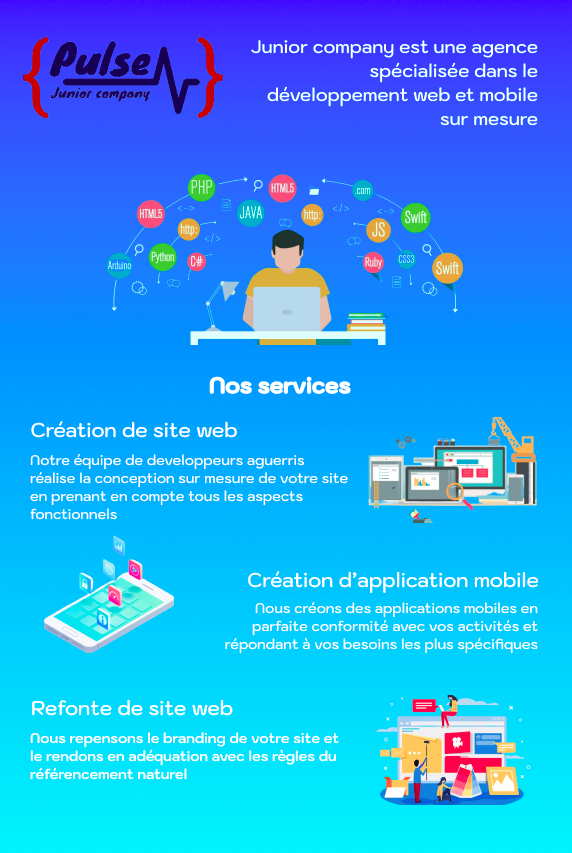 Pulse
Junior company
Junior company est une agence
spécialisée dans le
développement web et mobile
sur mesure
PHP
HTML5
.com
HTML5
JAVA
http:
Swift
http:
JS
Arduino
Python
C#
Ruby
CSS3
Swift
Nos services
Création de site web
Notre équipe de developpeurs aguerris
réalise la conception sur mesure de votre site
en prenant en compte tous les aspects
fonctionnels
Création d'application mobile
Nous créons des applications mobiles en
parfaite conformité avec vos activités et
répondant à vos besoins les plus spécifiques
Refonte de site web
Nous repensons le branding de votre site et
le rendons en adéquation avec les règles du
référencement naturel